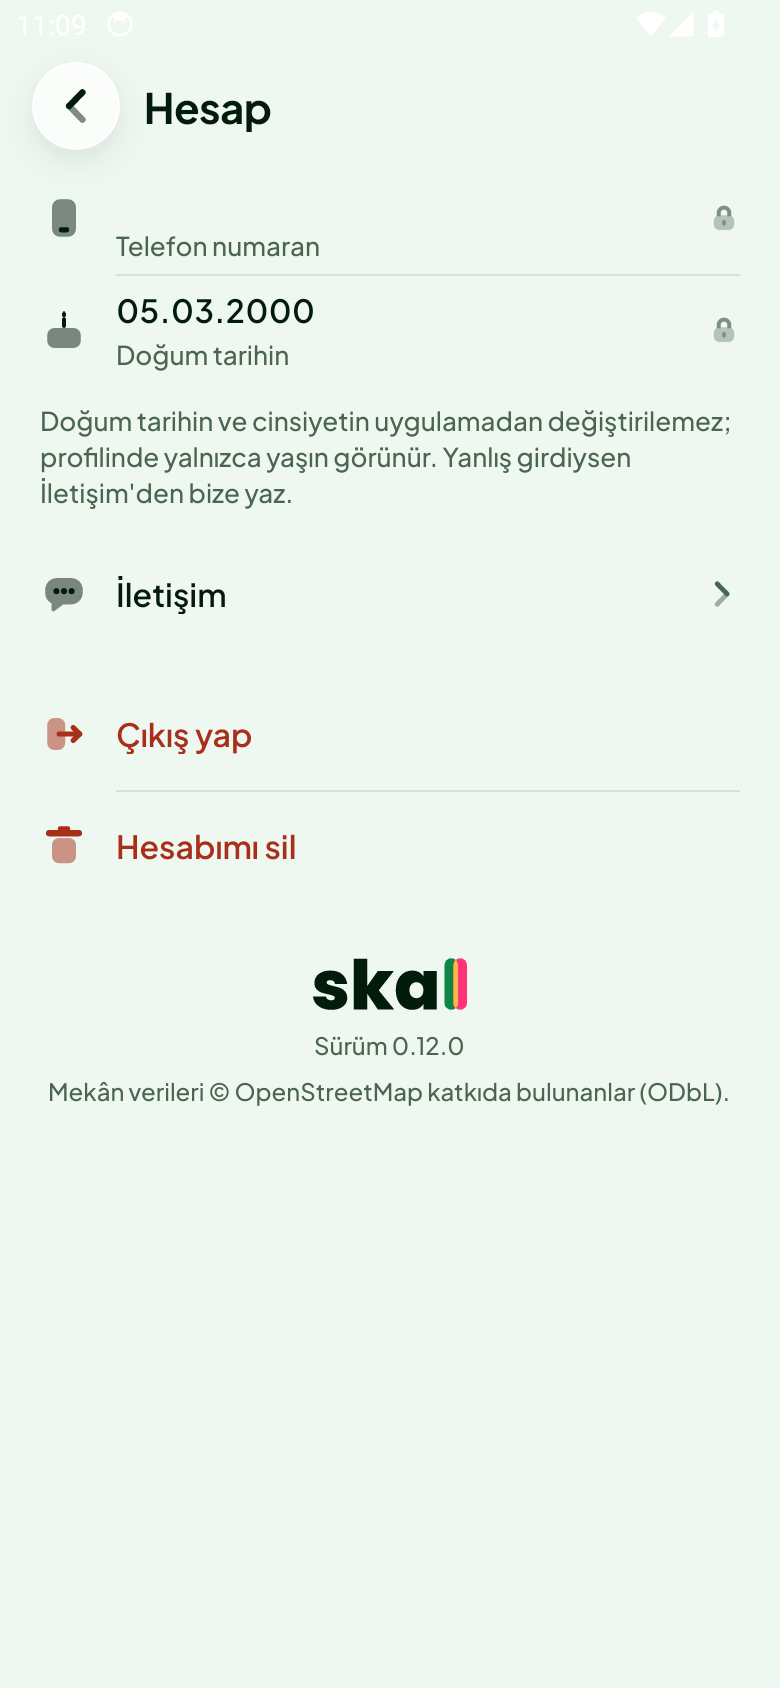 11:09
Hesap
Telefon numaran
05.03.2000
Doğum tarihin
Doğum tarihin ve cinsiyetin uygulamadan değiştirilemez;
profilinde yalnızca yaşın görünür. Yanlış girdiysen
İletişim'den bize yaz.
İletişim
Çıkış yap
Hesabımı sil
skal
Sürüm 0.12.0
Mekân verileri © OpenStreetMap katkıda bulunanlar (ODbL).